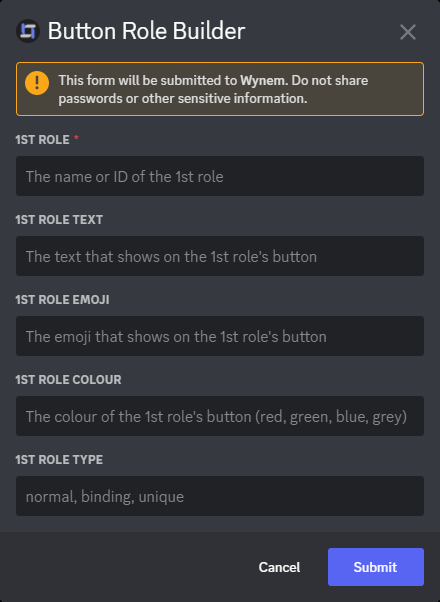 Button Role Builder
This form will be submitted to Wynem. Do not share
passwords or other sensitive information.
1ST ROLE *
The name or ID of the 1st role
1ST ROLE TEXT
The text that shows on the 1st role's button
1ST ROLE EMOJI
The emoji that shows on the 1st role's button
1ST ROLE COLOUR
The colour of the 1st role's button (red, green, blue, grey)
1ST ROLE TYPE
normal, binding, unique
Cancel Submit